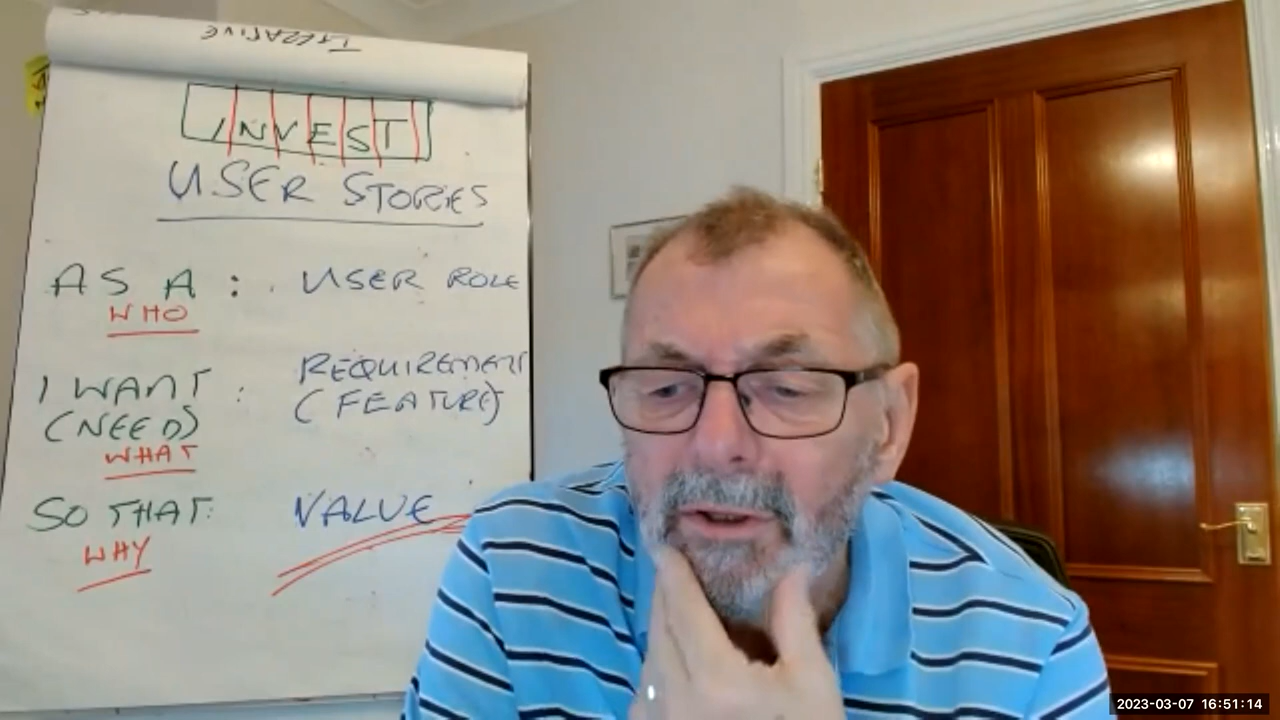 ITERATIVE
INVEST
USER STORIES
AS A : USER ROLE
WHO
I WANT : REQUIREMENT
(NEED) (FEATURE)
WHAT
SO THAT: VALUE
WHY
2023-03-07 16:51:14